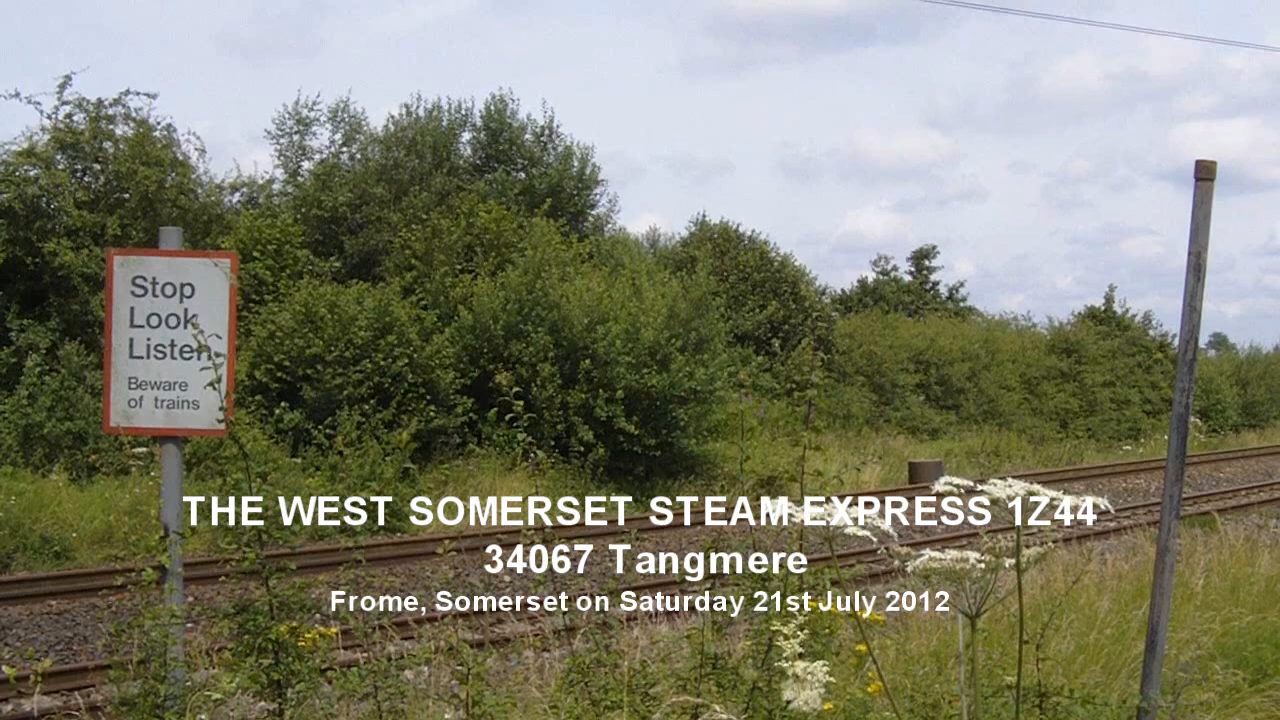 Stop
Look
Listen
Beware
of trains
THE WEST SOMERSET STEAM EXPRESS 1Z44
34067 Tangmere
Frome, Somerset on Saturday 21st July 2012